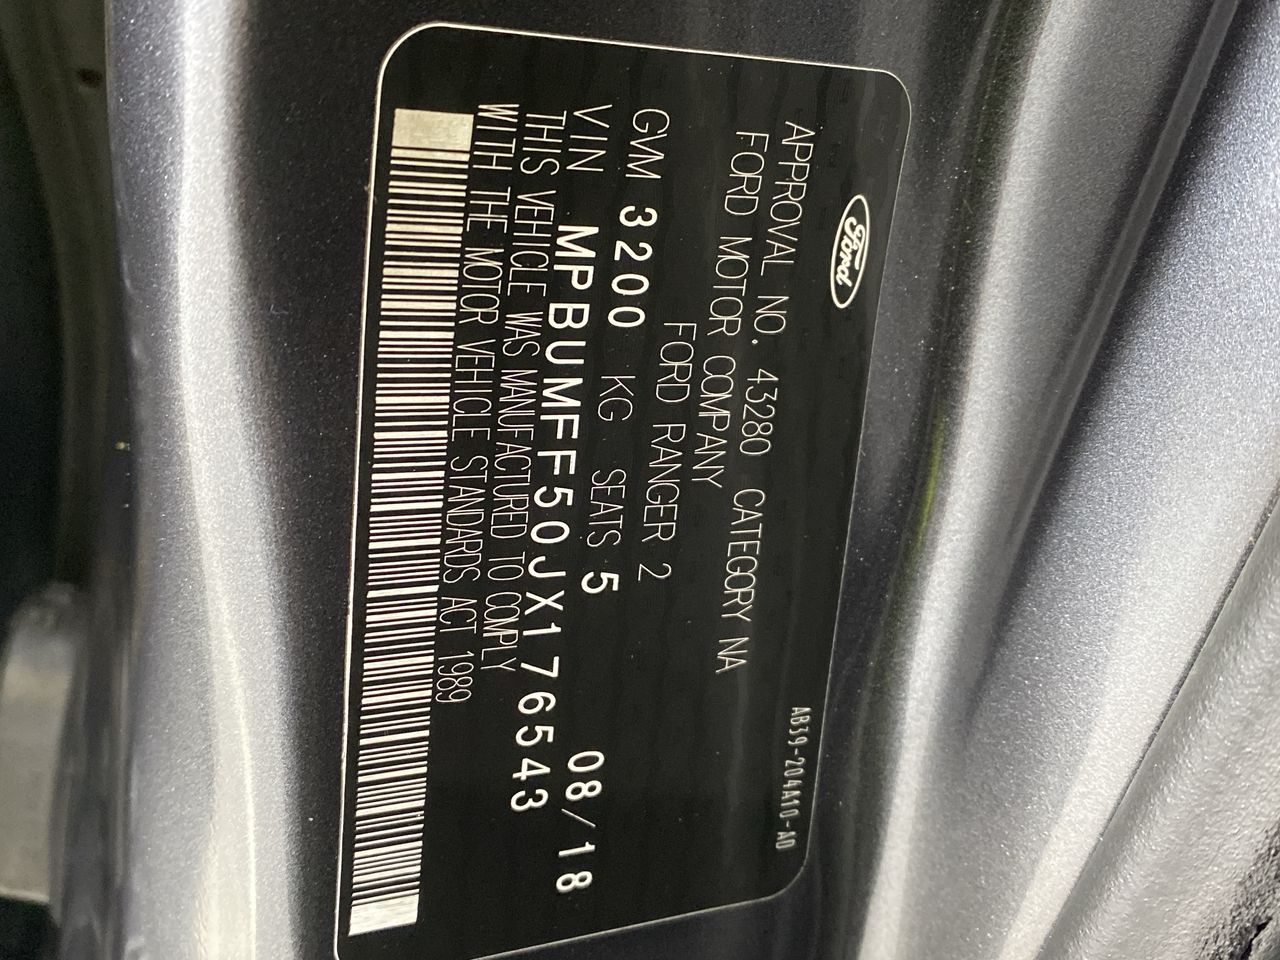 Ford
AB39-204A10-AD
APPROVAL NO. 43280 CATEGORY NA
FORD MOTOR COMPANY
FORD RANGER 2
GVM 3200 KG SEATS 5 08/18
VIN MPBUMFF50JX176543
THIS VEHICLE WAS MANUFACTURED TO COMPLY
WITH THE MOTOR VEHICLE STANDARDS ACT 1989